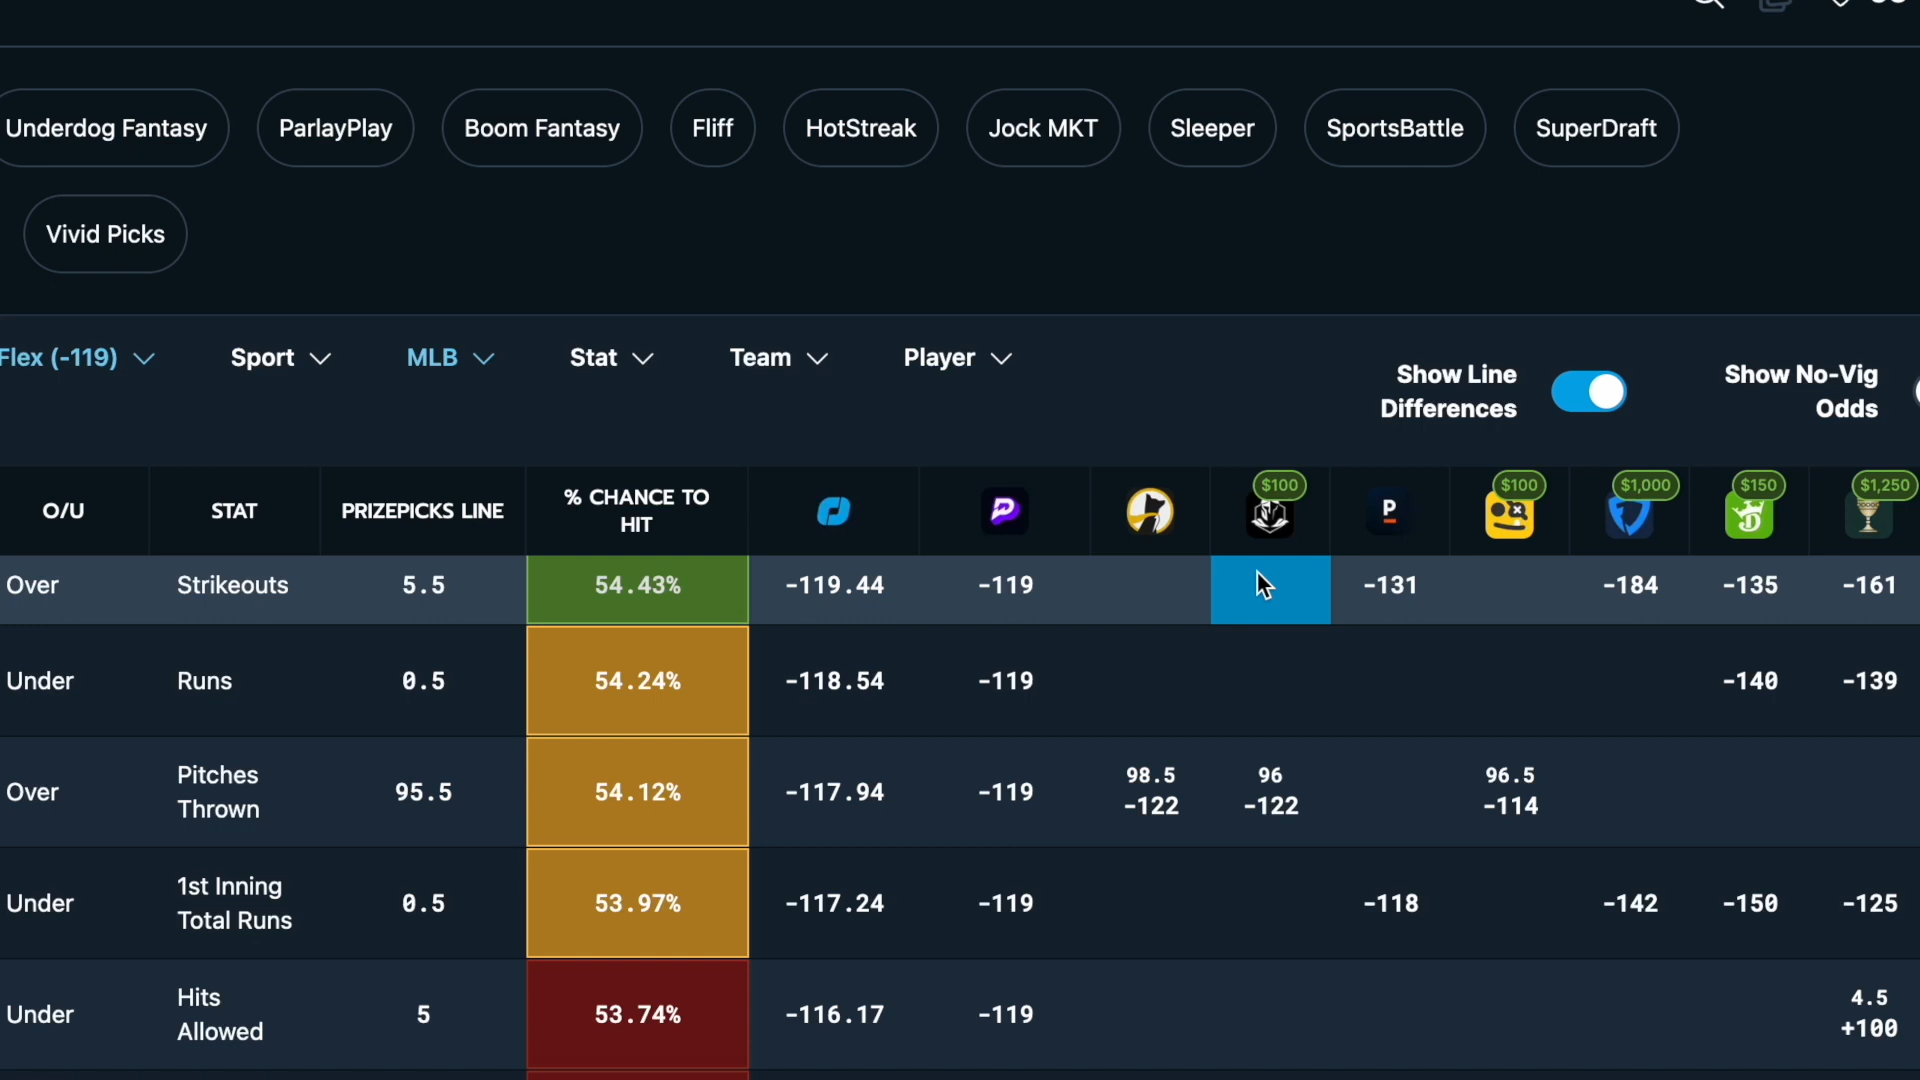 Underdog Fantasy ParlayPlay Boom Fantasy Fliff HotStreak Jock MKT Sleeper SportsBattle SuperDraft
Vivid Picks
Flex (-119) Sport MLB Stat Team Player
Show Line
Differences
Show No-Vig
Odds
O/U STAT PRIZEPICKS LINE % CHANCE TO
HIT
$100 $100 $1,000 $150 $1,250
Over Strikeouts 5.5 54.43% -119.44 -119 -131 -184 -135 -161
Under Runs 0.5 54.24% -118.54 -119 -140 -139
Over Pitches
Thrown 95.5 54.12% -117.94 -119 98.5
-122 96
-122 96.5
-114
Under 1st Inning
Total Runs 0.5 53.97% -117.24 -119 -118 -142 -150 -125
Under Hits
Allowed 5 53.74% -116.17 -119 4.5
+100